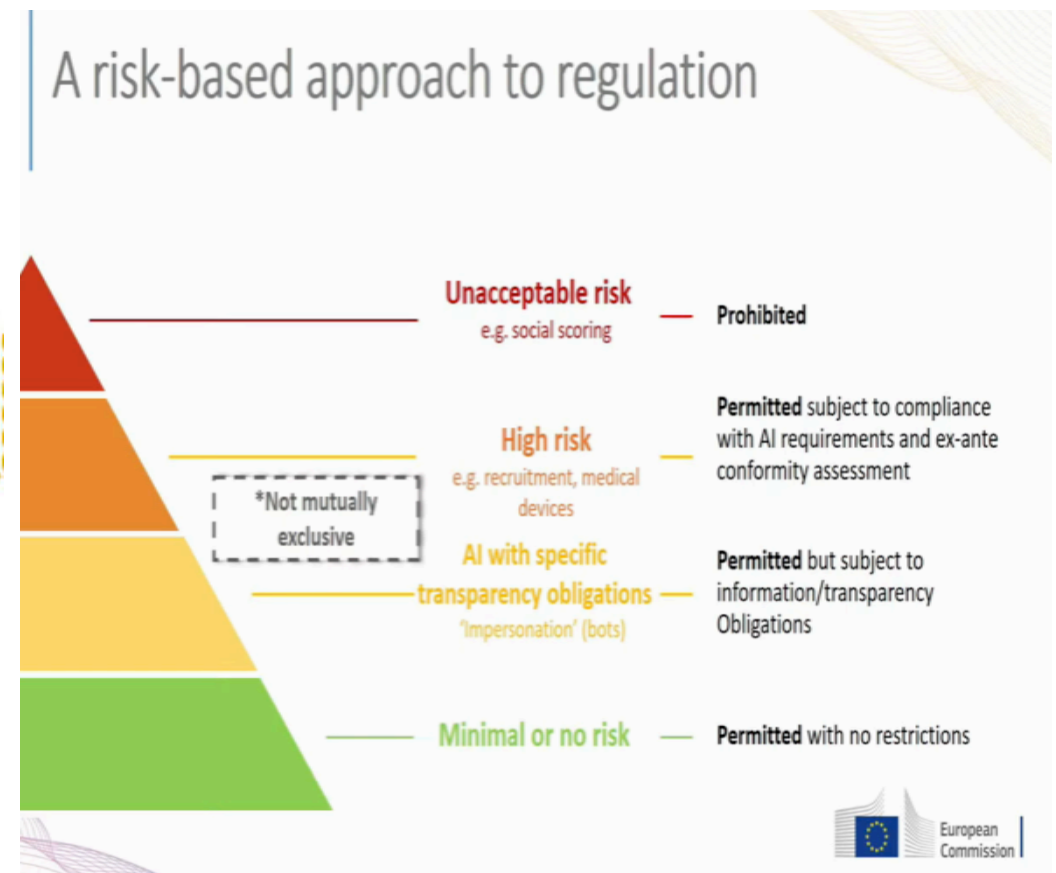 A risk-based approach to regulation
Unacceptable risk
e.g. social scoring
Prohibited
High risk
e.g. recruitment, medical
devices
Permitted subject to compliance
with AI requirements and ex-ante
conformity assessment
*Not mutually
exclusive
AI with specific
transparency obligations
'Impersonation' (bots)
Permitted but subject to
information/transparency
Obligations
Minimal or no risk
Permitted with no restrictions
European
Commission